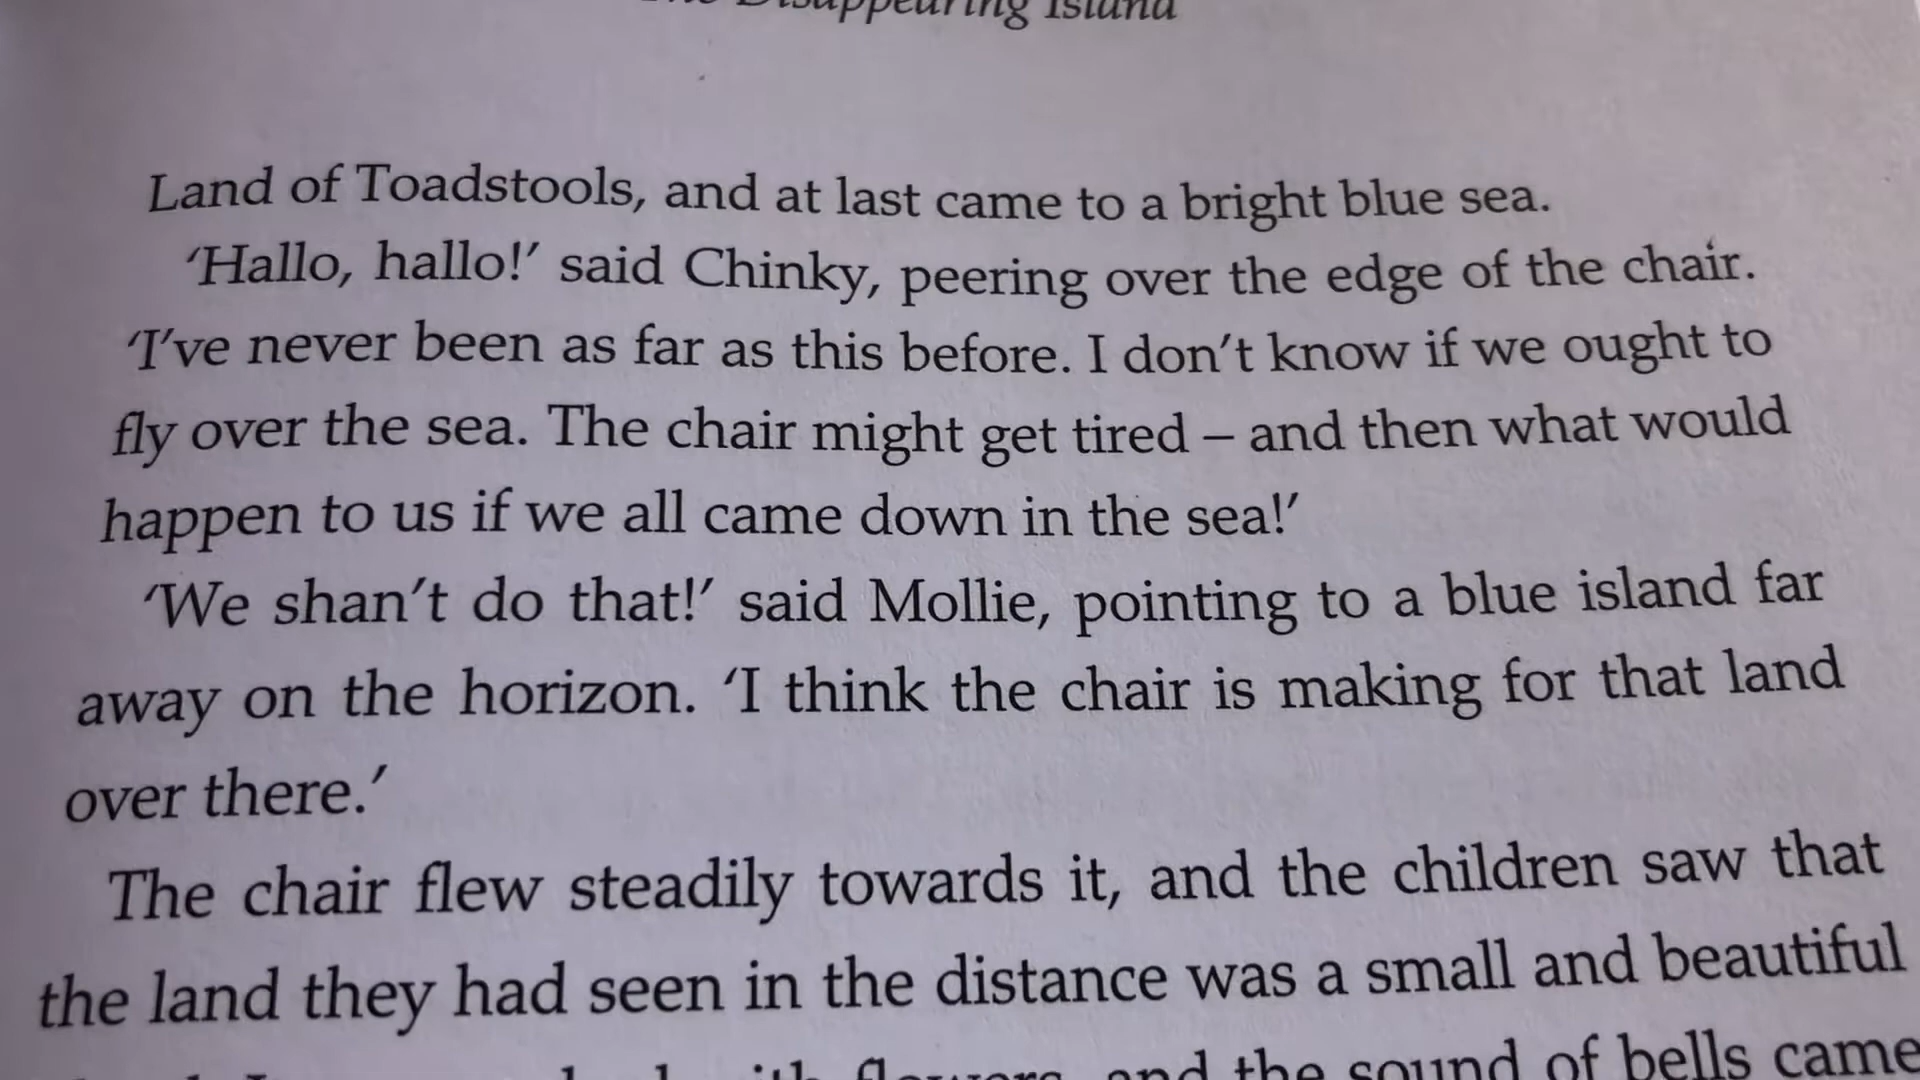 The Disappearing Island
Land of Toadstools, and at last came to a bright blue sea.
‘Hallo, hallo!’ said Chinky, peering over the edge of the chair.
‘I’ve never been as far as this before. I don’t know if we ought to
fly over the sea. The chair might get tired – and then what would
happen to us if we all came down in the sea!’
‘We shan’t do that!’ said Mollie, pointing to a blue island far
away on the horizon. ‘I think the chair is making for that land
over there.’
The chair flew steadily towards it, and the children saw that
the land they had seen in the distance was a small and beautiful
with flowers, and the sound of bells came